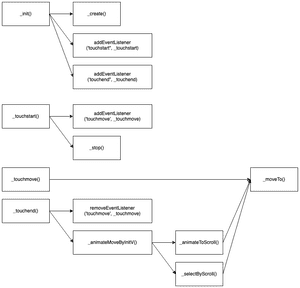 _init()
_create()
addEventListener
("touchstart", _touchstart)
addEventListener
("touchend", _touchend)
_touchstart()
addEventListener
("touchmove', _touchmove)
_stop()
_touchmove()
_moveTo()
_touchend()
removeEventListener
('touchmove', _touchmove)
_animateMoveByInitV()
_animateToScroll()
_selectByScroll()